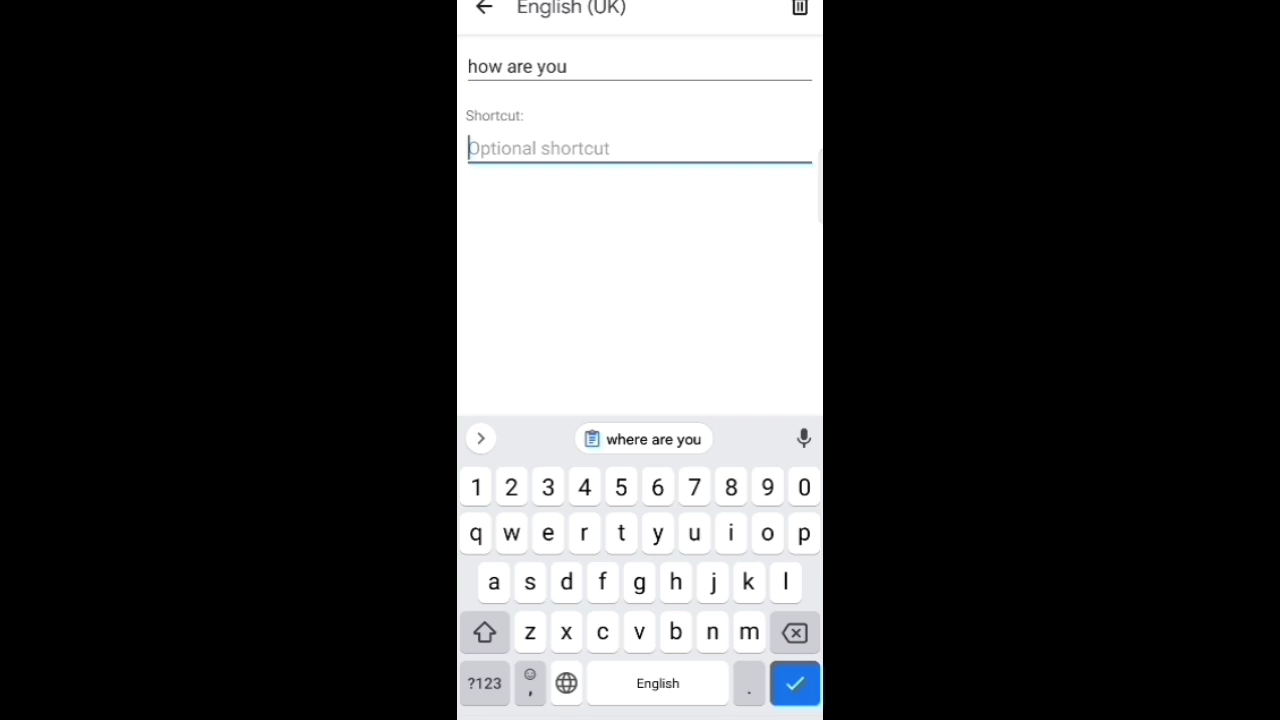 English (UK)
how are you
Shortcut:
Optional shortcut
where are you
1 2 3 4 5 6 7 8 9 0
q w e r t y u i o p
a s d f g h j k l
z x c v b n m
?123 , English .